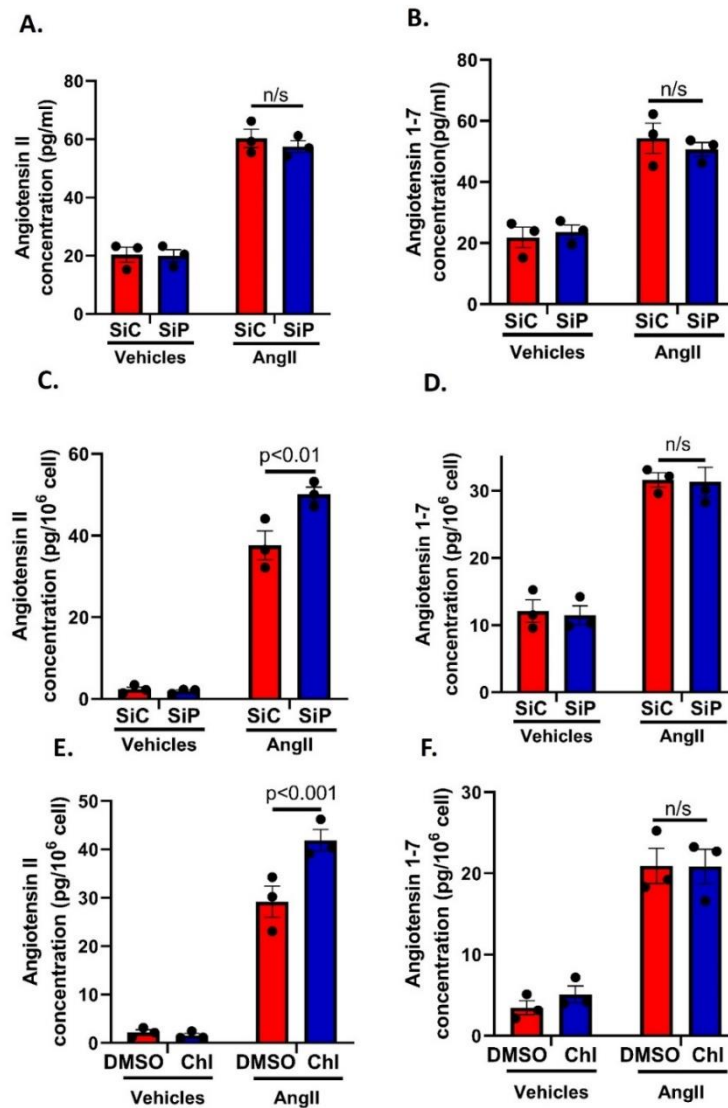 A.
Angiotensin II
concentration (pg/ml)
80
60
40
20
0
n/s
SiC SiP SiC SiP
Vehicles AngII
B.
Angiotensin 1-7
concentration(pg/ml)
80
60
40
20
0
n/s
SiC SiP SiC SiP
Vehicles AngII
C.
Angiotensin II
concentration (pg/10⁶ cell)
60
40
20
0
p<0.01
SiC SiP SiC SiP
Vehicles AngII
D.
Angiotensin 1-7
concentration (pg/10⁶ cell)
30
20
10
0
n/s
SiC SiP SiC SiP
Vehicles AngII
E.
Angiotensin II
concentration (pg/10⁶ cell)
50
40
30
20
10
0
p<0.001
DMSO Chl DMSO Chl
Vehicles AngII
F.
Angiotensin 1-7
concentration (pg/10⁶ cell)
30
20
10
0
n/s
DMSO Chl DMSO Chl
Vehicles AngII